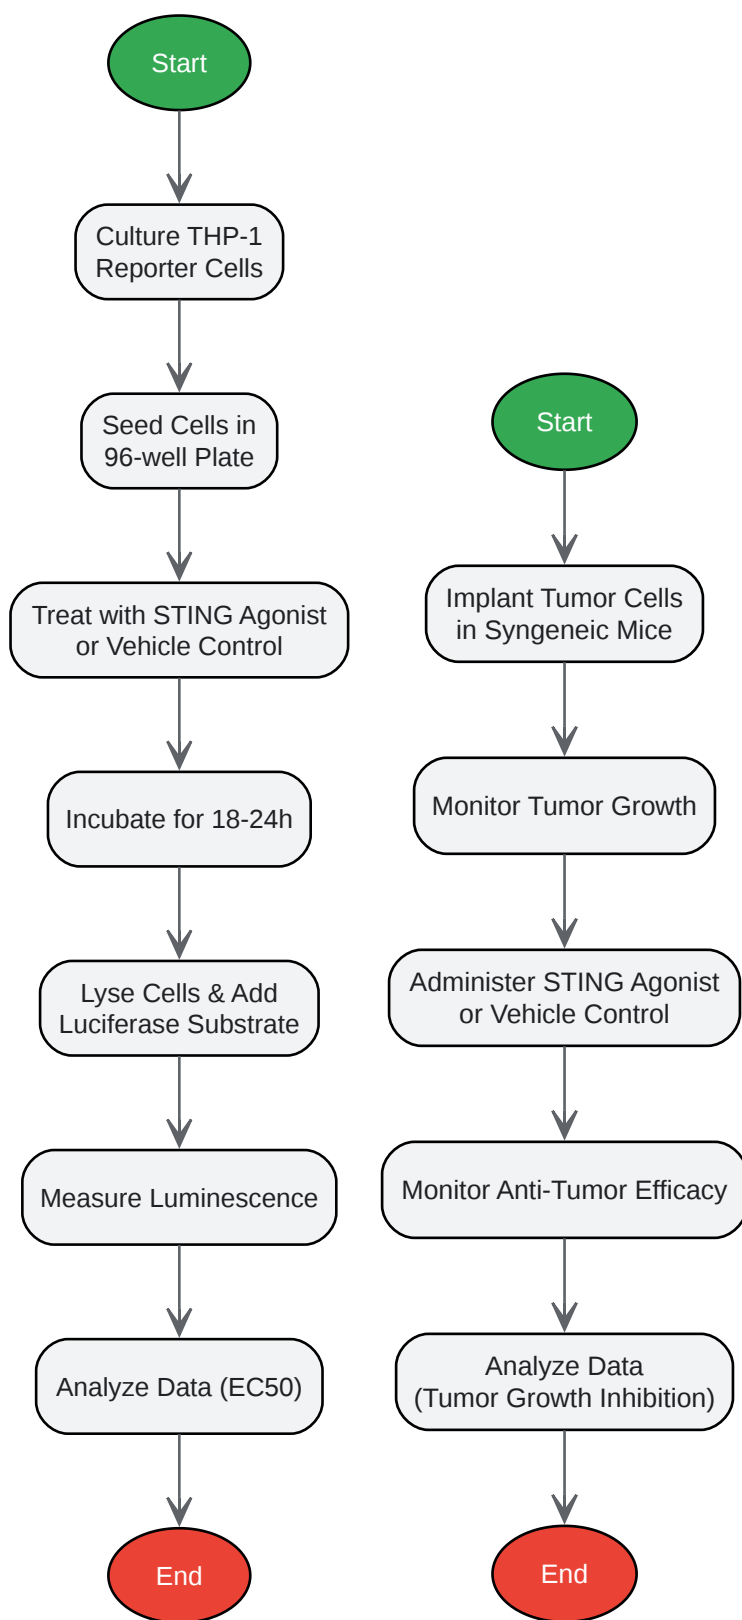 Start
Culture THP-1
Reporter Cells
Seed Cells in
96-well Plate
Treat with STING Agonist
or Vehicle Control
Incubate for 18-24h
Lyse Cells & Add
Luciferase Substrate
Measure Luminescence
Analyze Data (EC50)
End
Start
Implant Tumor Cells
in Syngeneic Mice
Monitor Tumor Growth
Administer STING Agonist
or Vehicle Control
Monitor Anti-Tumor Efficacy
Analyze Data
(Tumor Growth Inhibition)
End